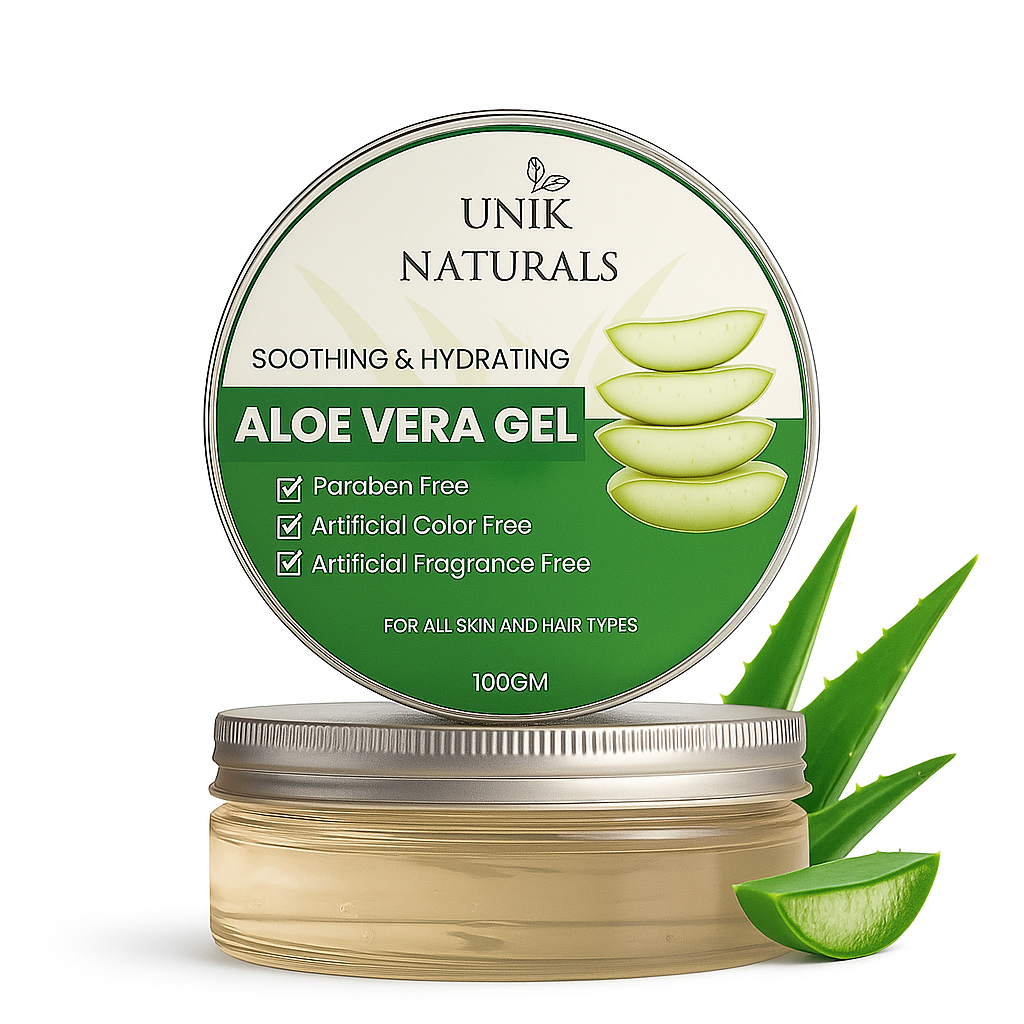 UNIK
NATURALS
SOOTHING & HYDRATING
ALOE VERA GEL
Paraben Free
Artificial Color Free
Artificial Fragrance Free
FOR ALL SKIN AND HAIR TYPES
100GM